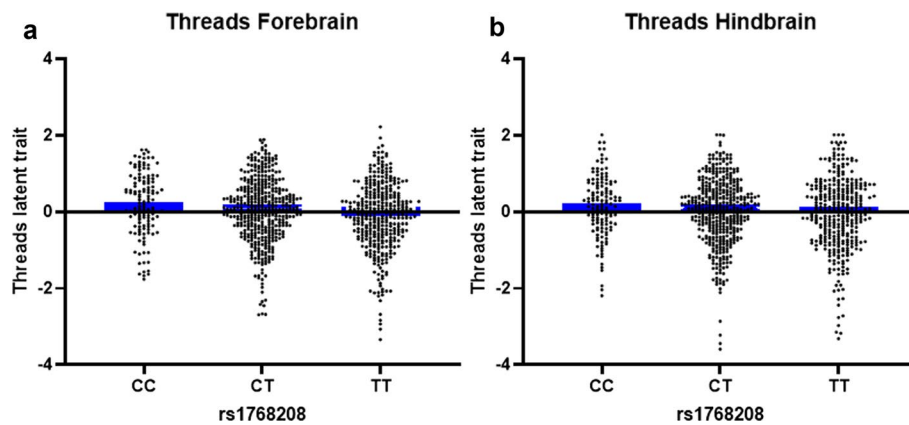 a
Threads Forebrain
Threads latent trait
4
2
0
-2
-4
CC CT TT
rs1768208
b
Threads Hindbrain
Threads latent trait
4
2
0
-2
-4
CC CT TT
rs1768208